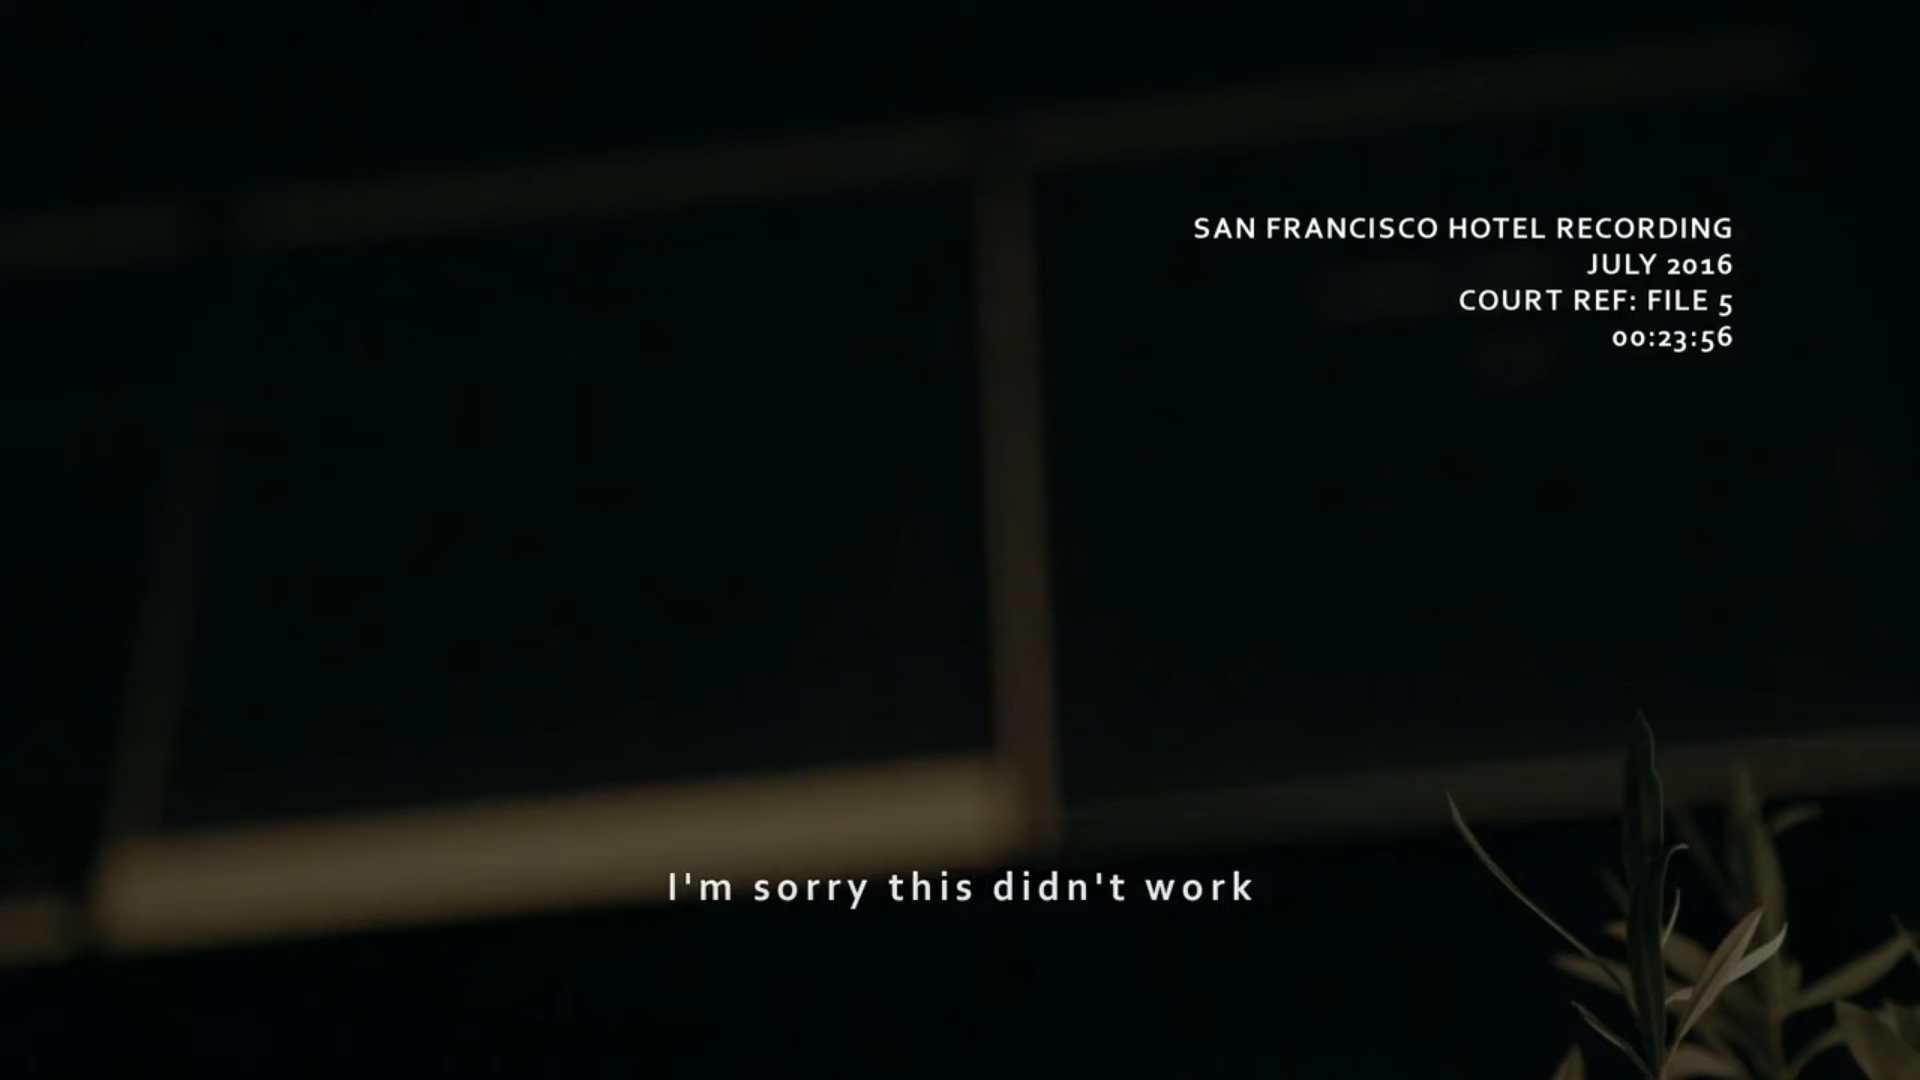 SAN FRANCISCO HOTEL RECORDING
JULY 2016
COURT REF: FILE 5
00:23:56
I'm sorry this didn't work